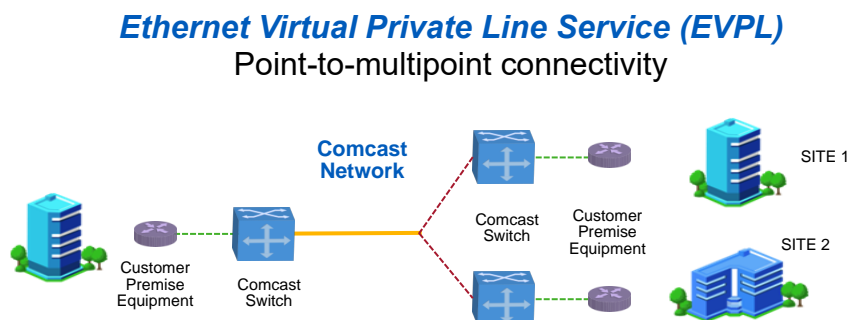 Ethernet Virtual Private Line Service (EVPL)
Point-to-multipoint connectivity
Comcast
Network
SITE 1
Comcast
Switch
Customer
Premise
Equipment
SITE 2
Customer
Premise
Equipment
Comcast
Switch